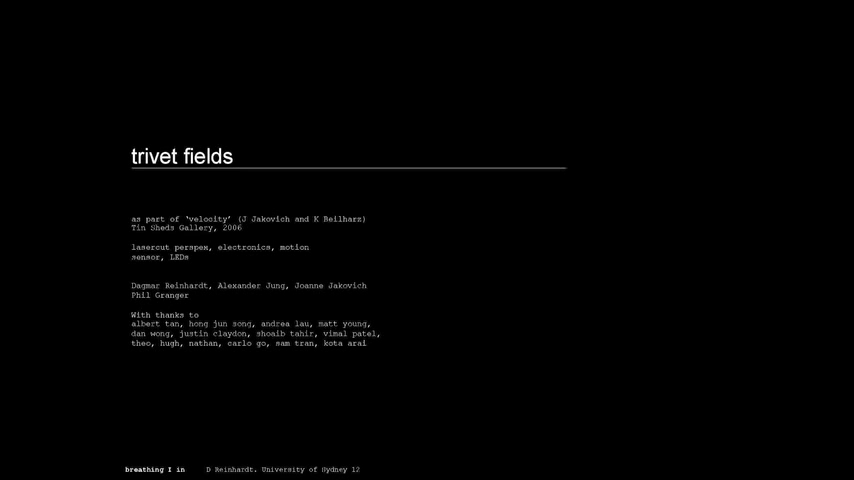 trivet fields
as part of 'velocity' (J Jakovich and K Beilharz)
Tin Sheds Gallery, 2006
lasercut perspex, electronics, motion
sensor, LEDs
Dagmar Reinhardt, Alexander Jung, Joanne Jakovich
Phil Granger
With thanks to
albert tan, hong jun song, andrea lau, matt young,
dan wong, justin claydon, shoaib tahir, vimal patel,
theo, hugh, nathan, carlo go, sam tran, kota arai
breathing I in D Reinhardt. University of Sydney 12